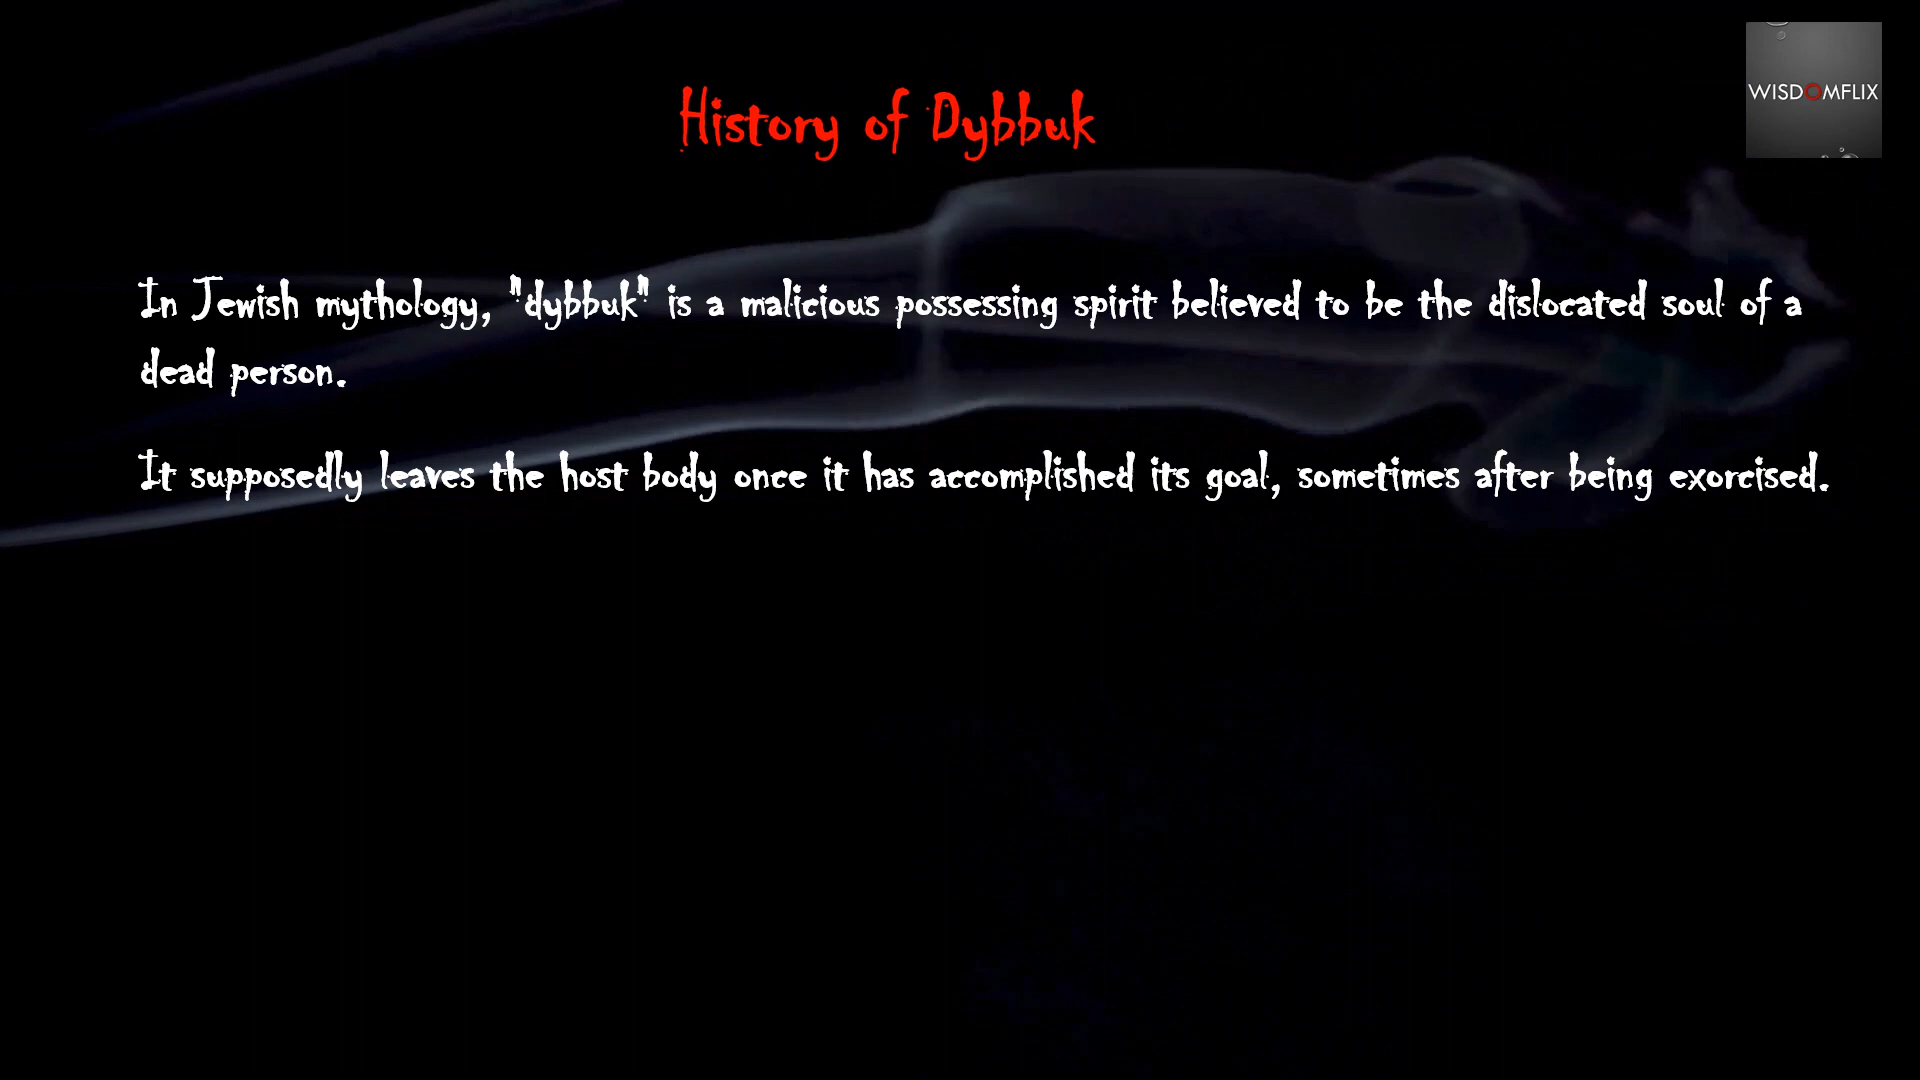 WISDOMFLIX
History of Dybbuk
In Jewish mythology, "dybbuk" is a malicious possessing spirit believed to be the dislocated soul of a
dead person.
It supposedly leaves the host body once it has accomplished its goal, sometimes after being exorcised.